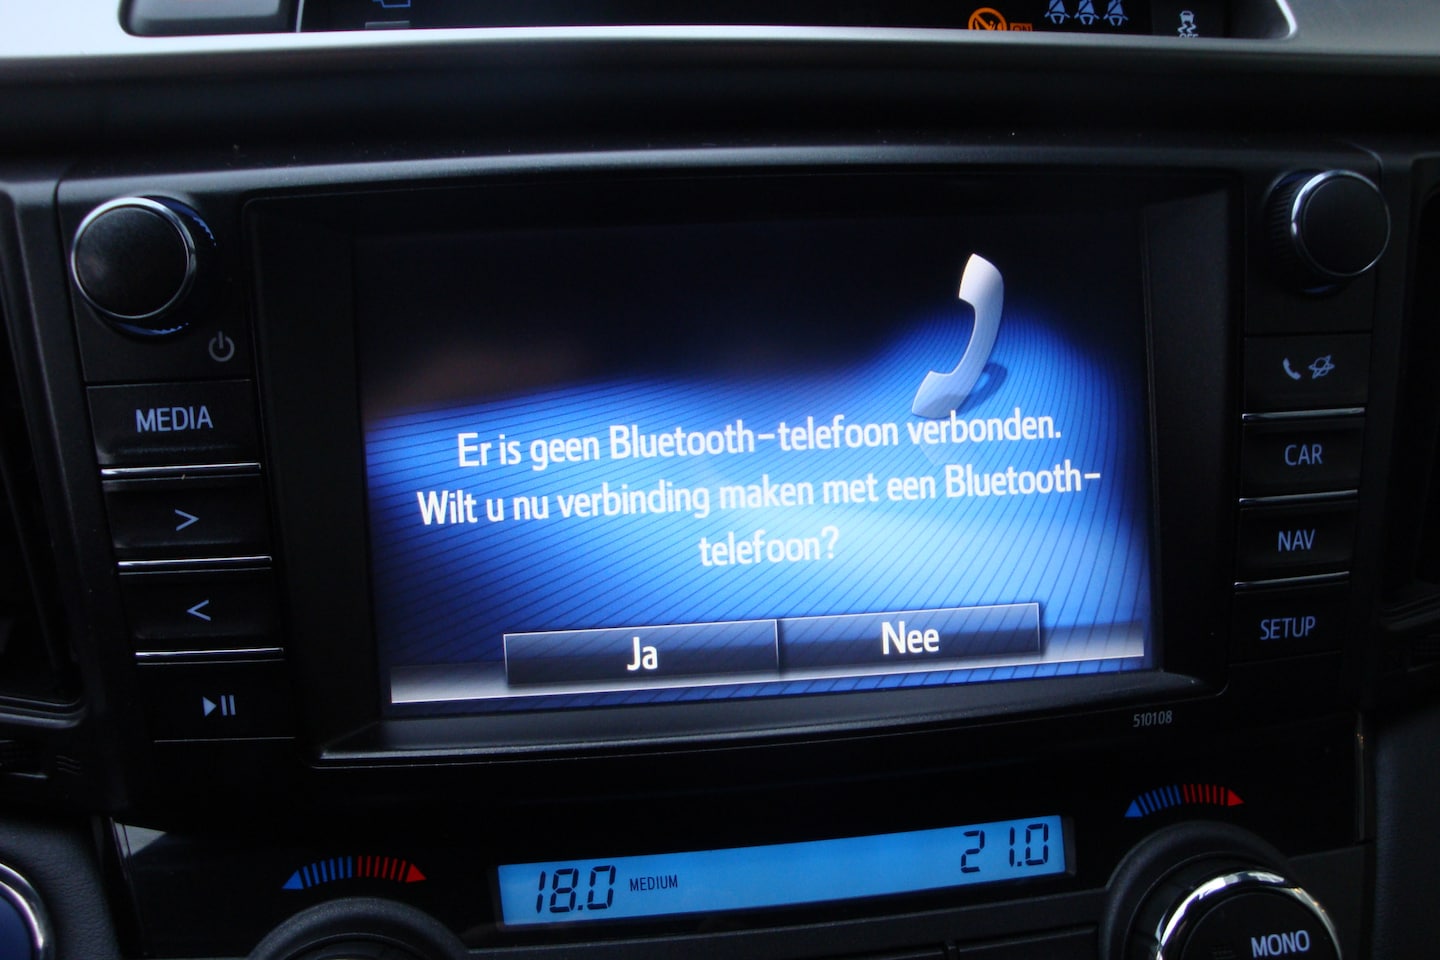 MEDIA
>
<
Er is geen Bluetooth-telefoon verbonden.
Wilt u nu verbinding maken met een Bluetooth-
telefoon?
Ja
Nee
CAR
NAV
SETUP
510108
18.0 MEDIUM
21.0
MONO